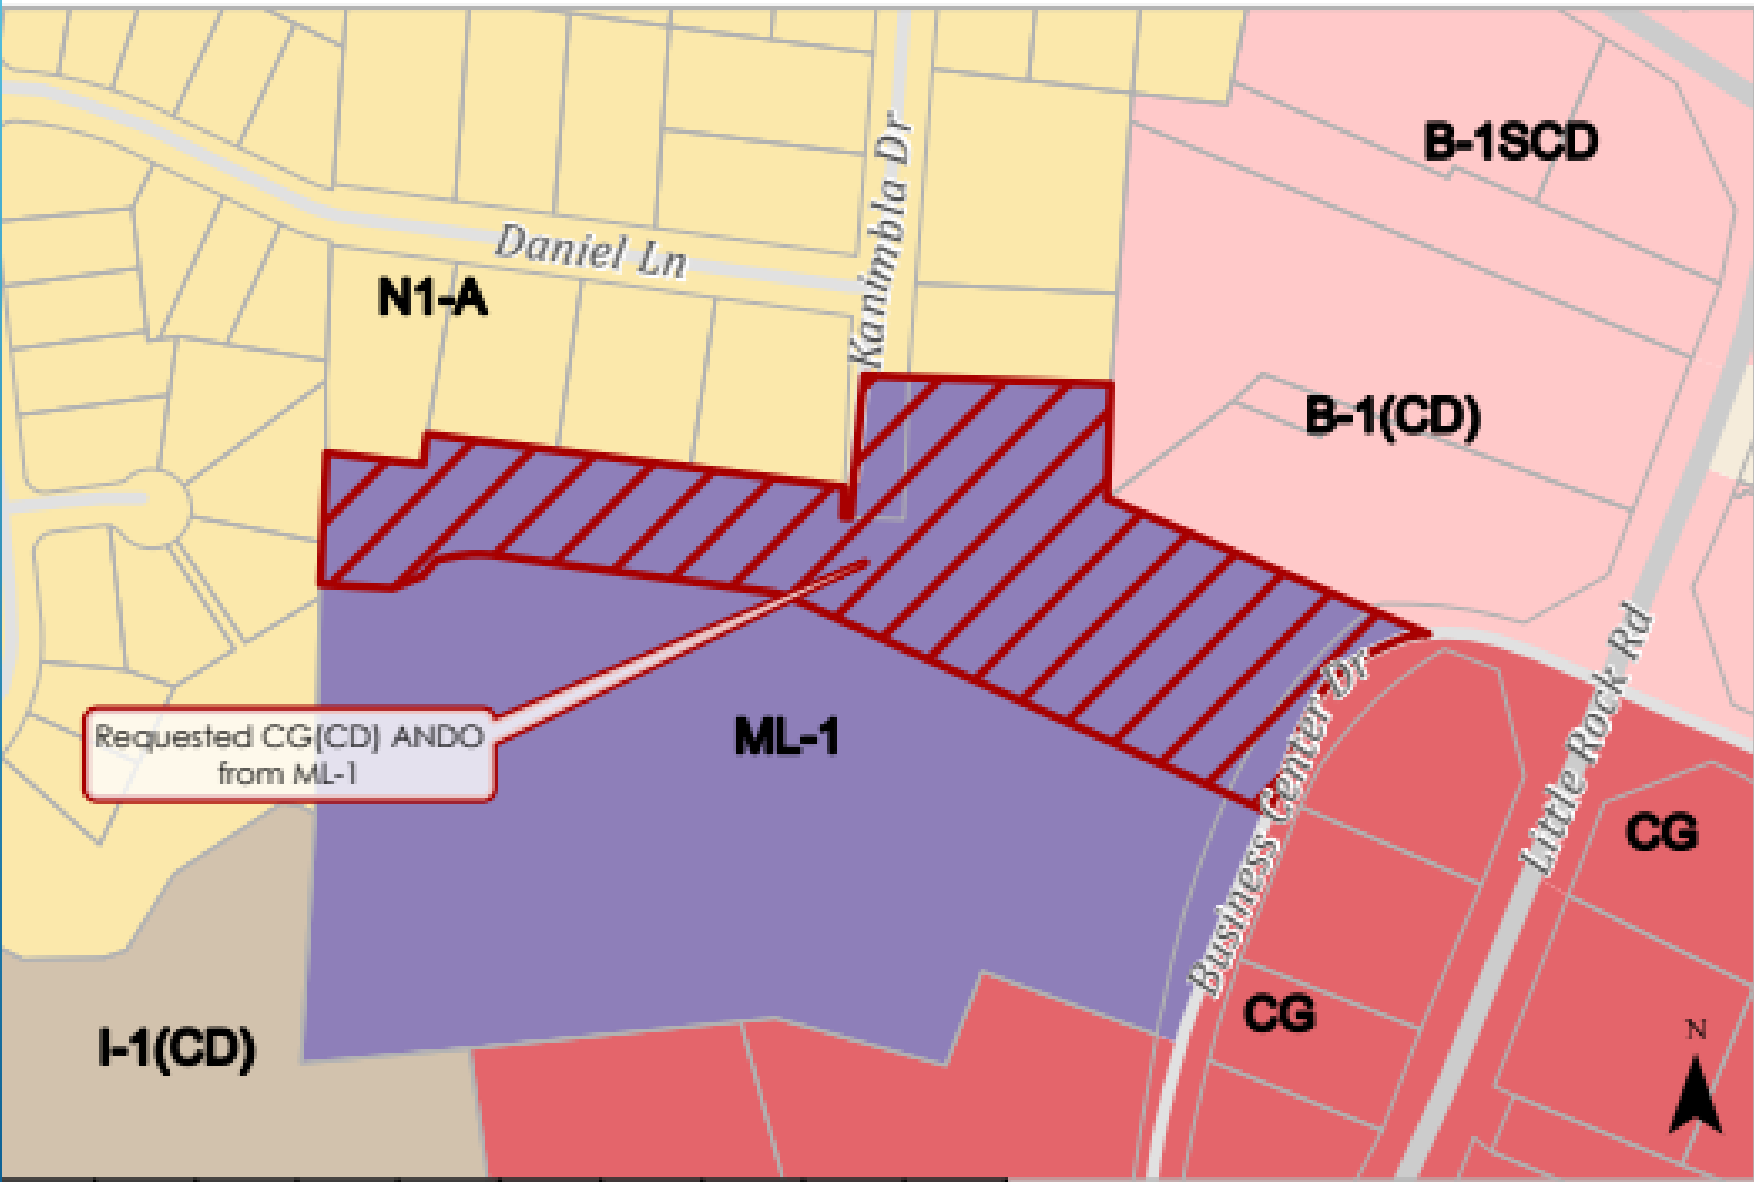 B-1SCD
Kanimbla Dr
Daniel Ln
N1-A
B-1(CD)
Requested CG(CD) ANDO
from ML-1
ML-1
Business Center Dr
Little Rock Rd
CG
CG
I-1(CD)
N